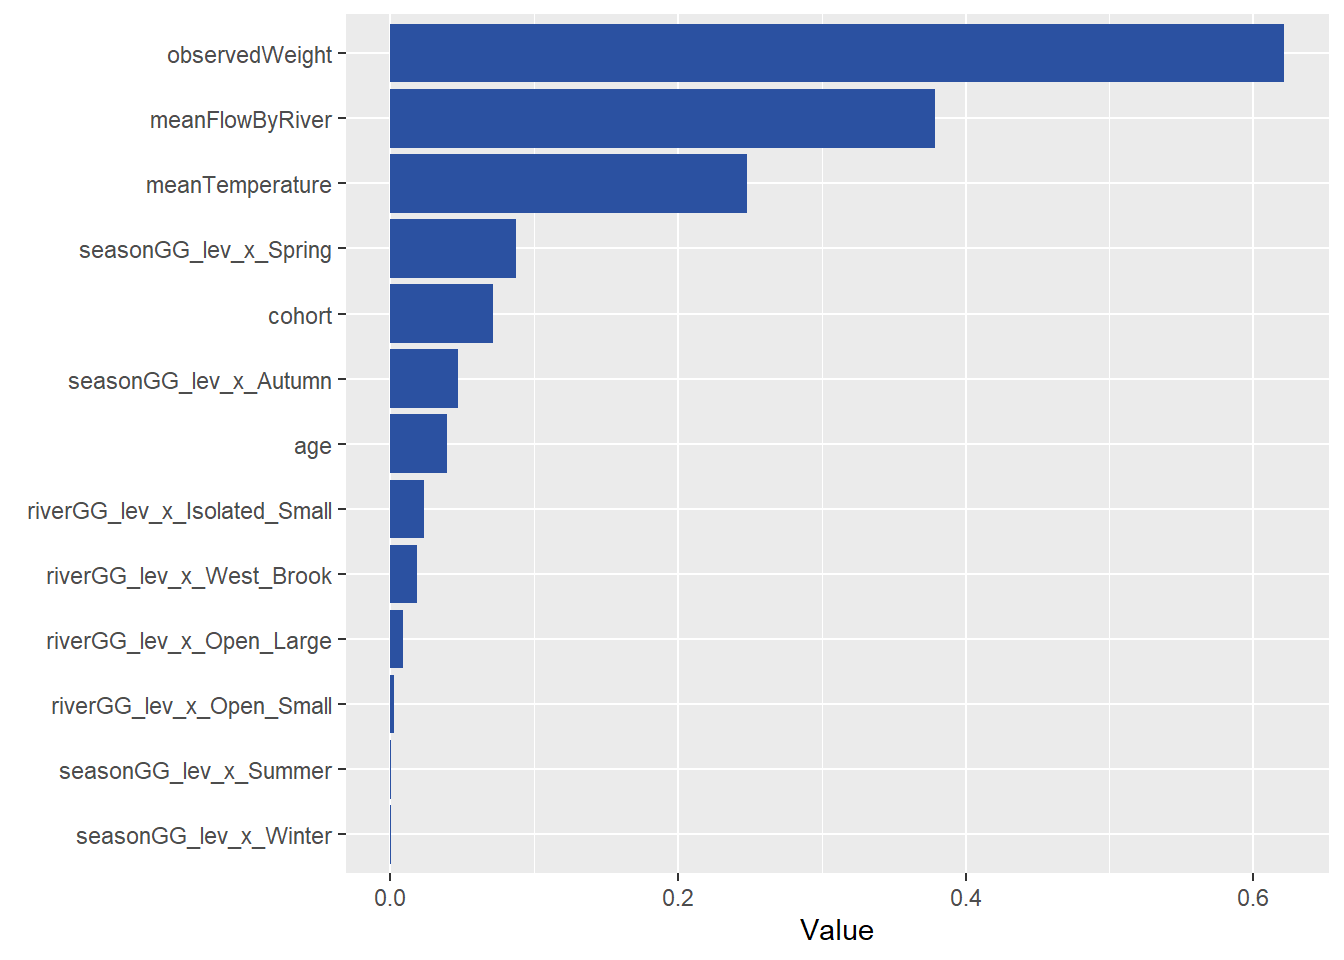 observedWeight
meanFlowByRiver
meanTemperature
seasonGG_lev_x_Spring
cohort
seasonGG_lev_x_Autumn
age
riverGG_lev_x_Isolated_Small
riverGG_lev_x_West_Brook
riverGG_lev_x_Open_Large
riverGG_lev_x_Open_Small
seasonGG_lev_x_Summer
seasonGG_lev_x_Winter
0.0 0.2 0.4 0.6
Value